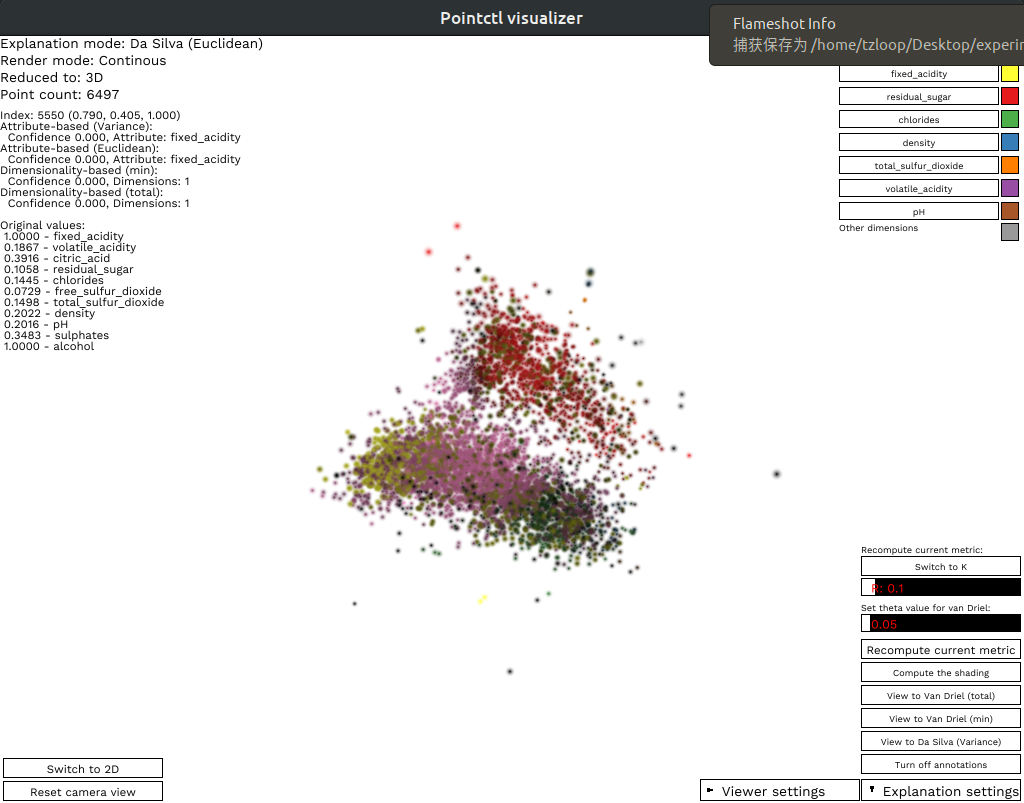 Pointctl visualizer
Flameshot Info
捕获保存为 /home/tzloop/Desktop/experim
Explanation mode: Da Silva (Euclidean)
Render mode: Continous
Reduced to: 3D
Point count: 6497
Index: 5550 (0.790, 0.405, 1.000)
Attribute-based (Variance):
Confidence 0.000, Attribute: fixed_acidity
Attribute-based (Euclidean):
Confidence 0.000, Attribute: fixed_acidity
Dimensionality-based (min):
Confidence 0.000, Dimensions: 1
Dimensionality-based (total):
Confidence 0.000, Dimensions: 1
Original values:
1.0000 - fixed_acidity
0.1867 - volatile_acidity
0.3916 - citric_acid
0.1058 - residual_sugar
0.1445 - chlorides
0.0729 - free_sulfur_dioxide
0.1498 - total_sulfur_dioxide
0.2022 - density
0.2016 - pH
0.3483 - sulphates
1.0000 - alcohol
fixed_acidity
residual_sugar
chlorides
density
total_sulfur_dioxide
volatile_acidity
pH
Other dimensions
Recompute current metric:
Switch to K
R: 0.1
Set theta value for van Driel:
0.05
Recompute current metric
Compute the shading
View to Van Driel (total)
View to Van Driel (min)
View to Da Silva (Variance)
Turn off annotations
Switch to 2D
Reset camera view
Viewer settings
Explanation settings